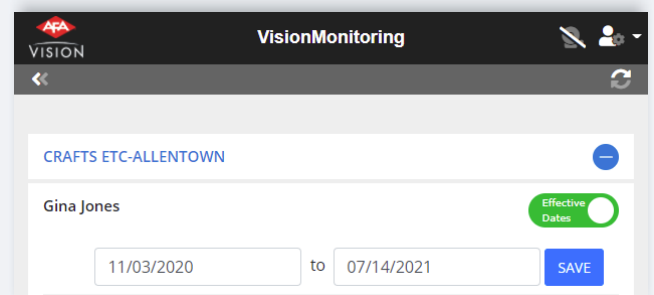 AFA
VISION
VisionMonitoring
CRAFTS ETC-ALLENTOWN
Gina Jones
Effective
Dates
11/03/2020 to 07/14/2021 SAVE